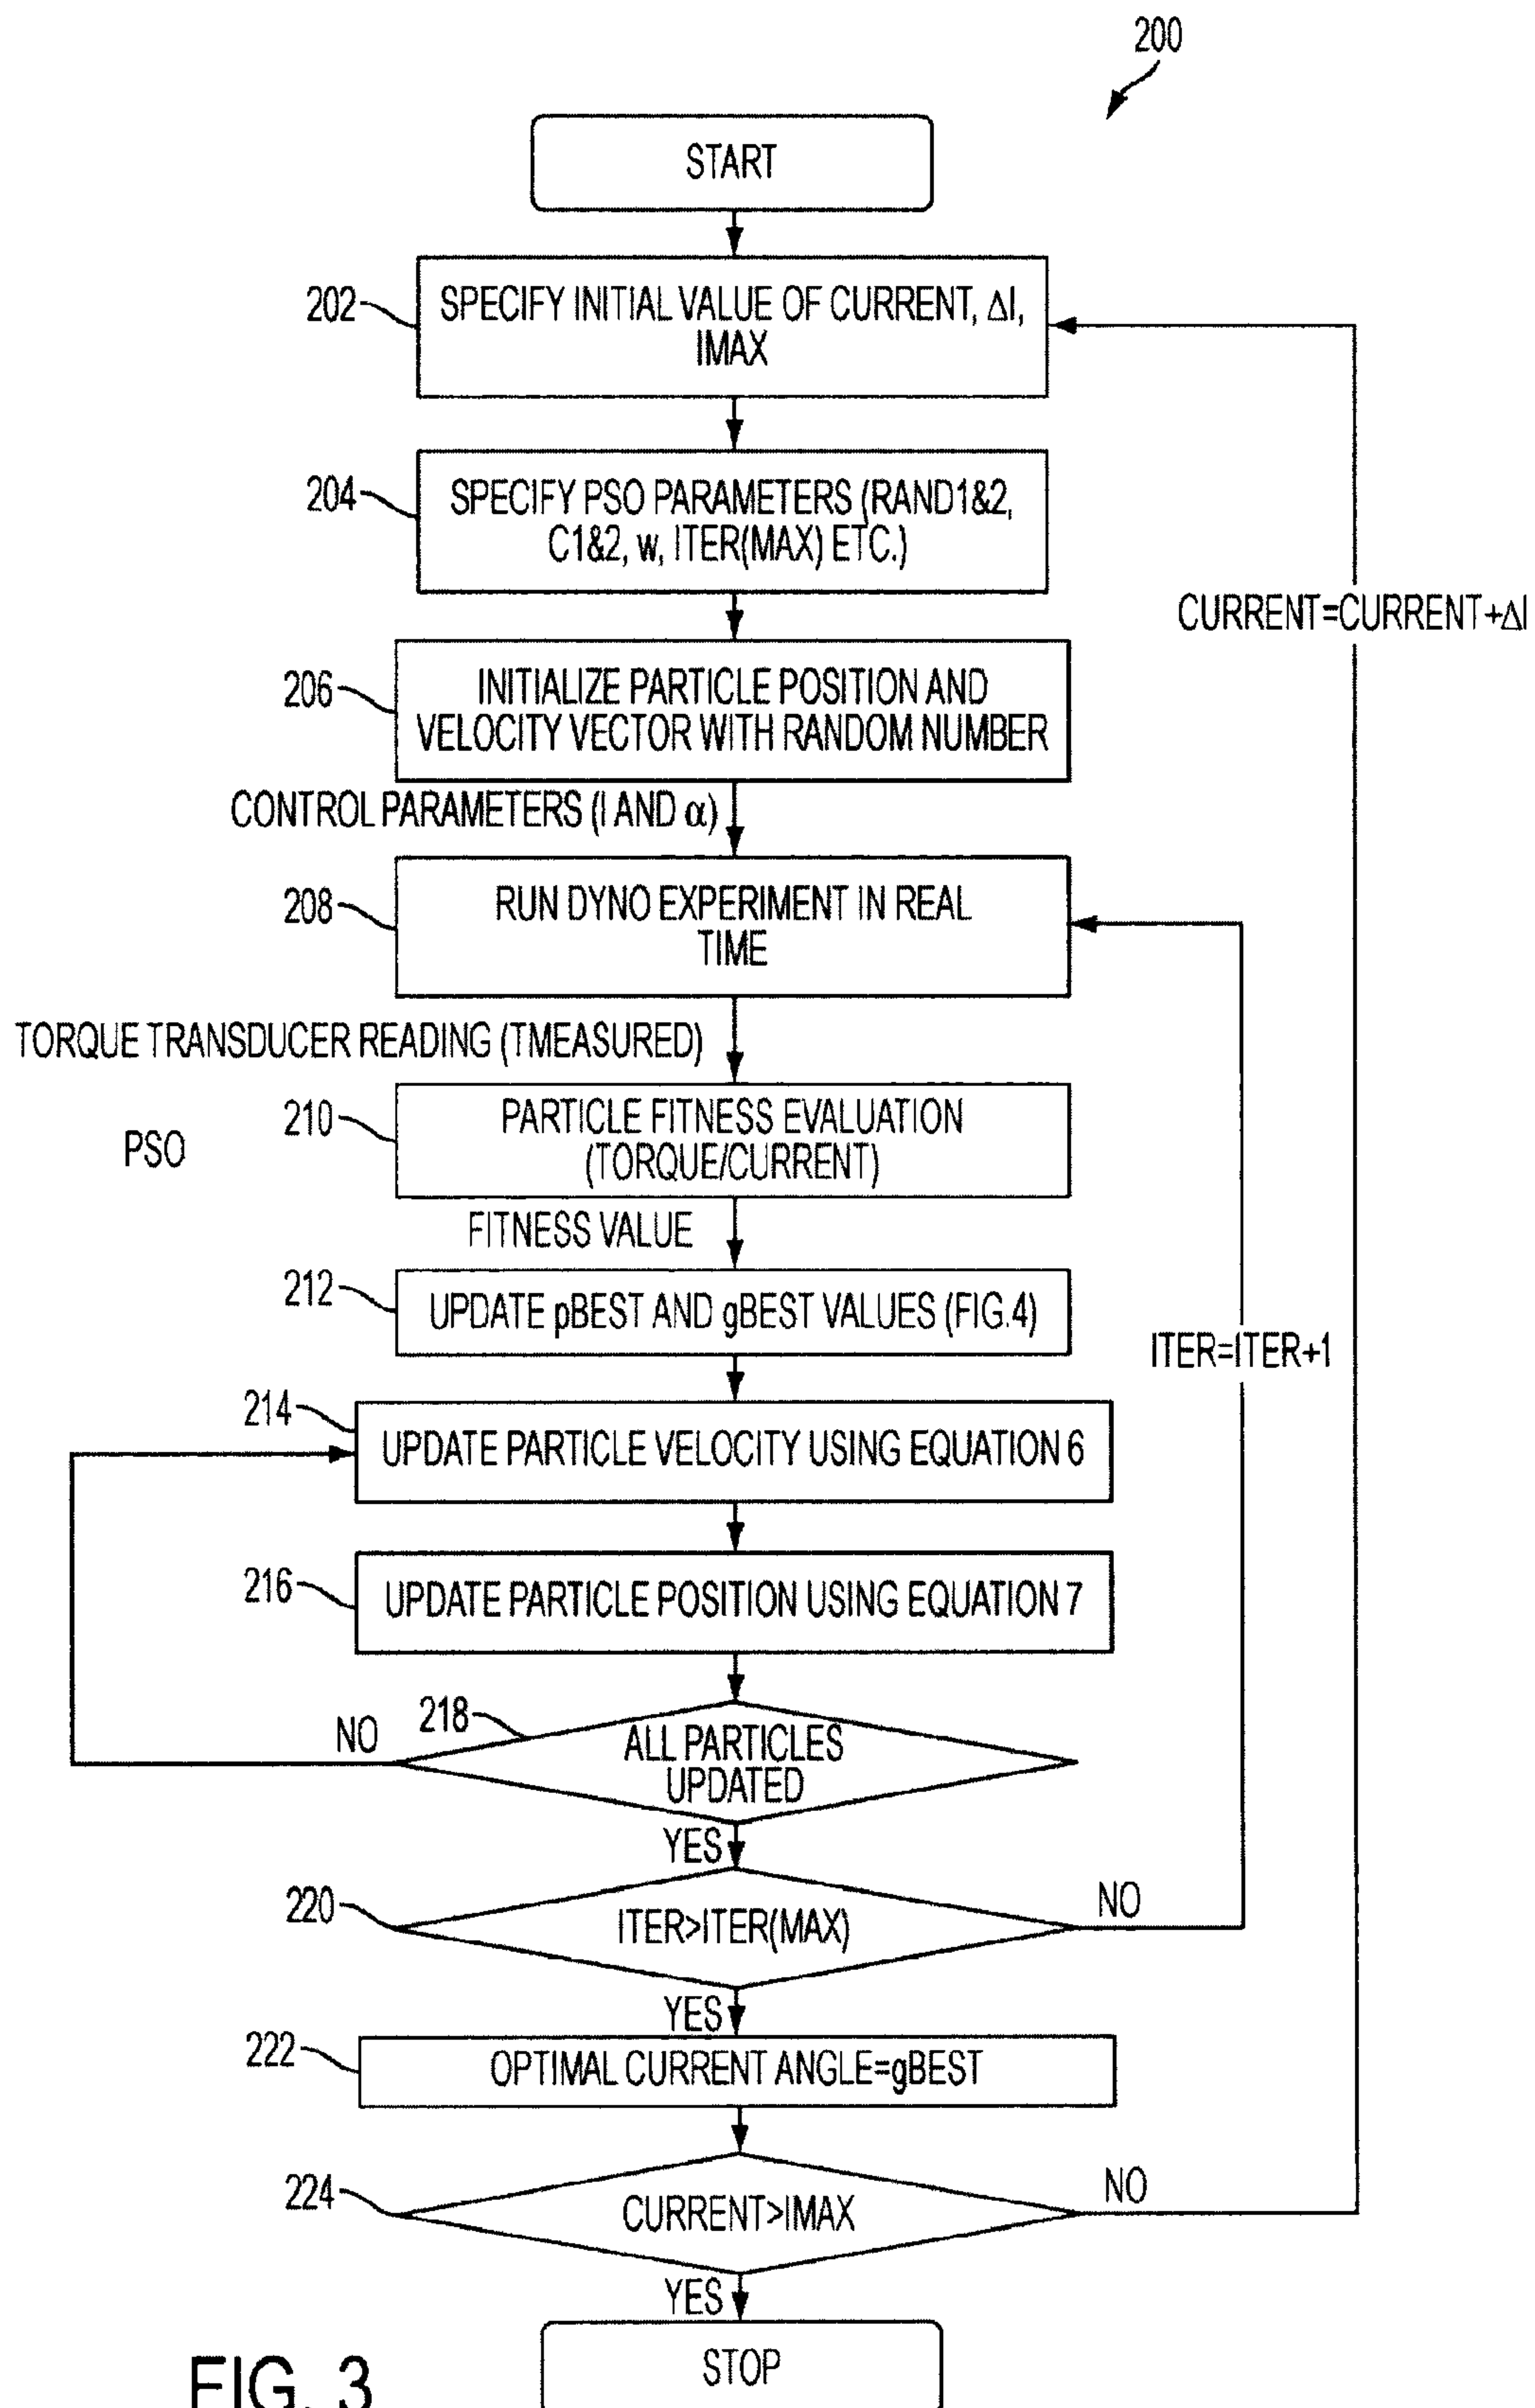 200
START
202
SPECIFY INITIAL VALUE OF CURRENT, ΔI,
IMAX
204
SPECIFY PSO PARAMETERS (RAND1&2,
C1&2, w, ITER(MAX) ETC.)
CURRENT=CURRENT+ΔI
206
INITIALIZE PARTICLE POSITION AND
VELOCITY VECTOR WITH RANDOM NUMBER
CONTROL PARAMETERS (I AND α)
208
RUN DYNO EXPERIMENT IN REAL
TIME
TORQUE TRANSDUCER READING (TMEASURED)
PSO
210
PARTICLE FITNESS EVALUATION
(TORQUE/CURRENT)
FITNESS VALUE
212
UPDATE pBEST AND gBEST VALUES (FIG.4)
ITER=ITER+1
214
UPDATE PARTICLE VELOCITY USING EQUATION 6
216
UPDATE PARTICLE POSITION USING EQUATION 7
218
NO
ALL PARTICLES
UPDATED
YES
220
ITER>ITER(MAX)
NO
YES
222
OPTIMAL CURRENT ANGLE=gBEST
224
CURRENT>IMAX
NO
YES
STOP
FIG. 3